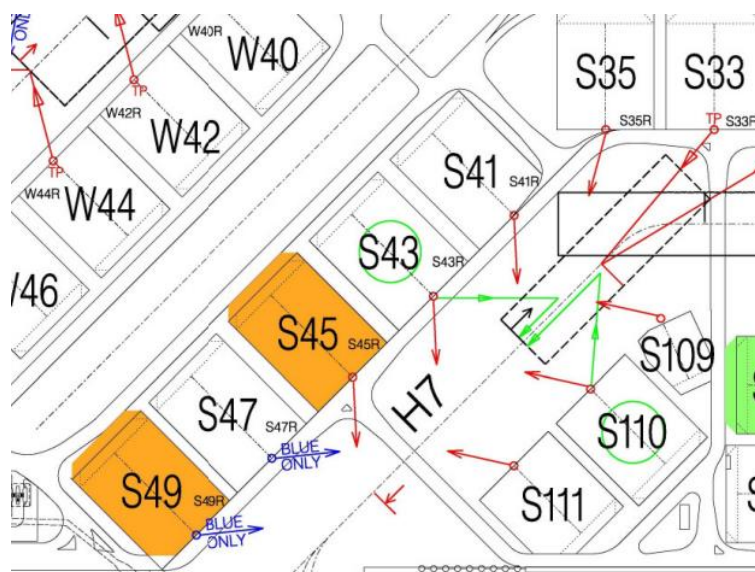 W40R
W40
S35
S33
ONLY
TP
W42R
W42
S35R
TP
S33R
W44R
TP
W44
S41
S41R
S43
S43R
S45
S45R
S109
S47
S47R
H7
S110
BLUE
ONLY
S49
S49R
S111
BLUE
ONLY